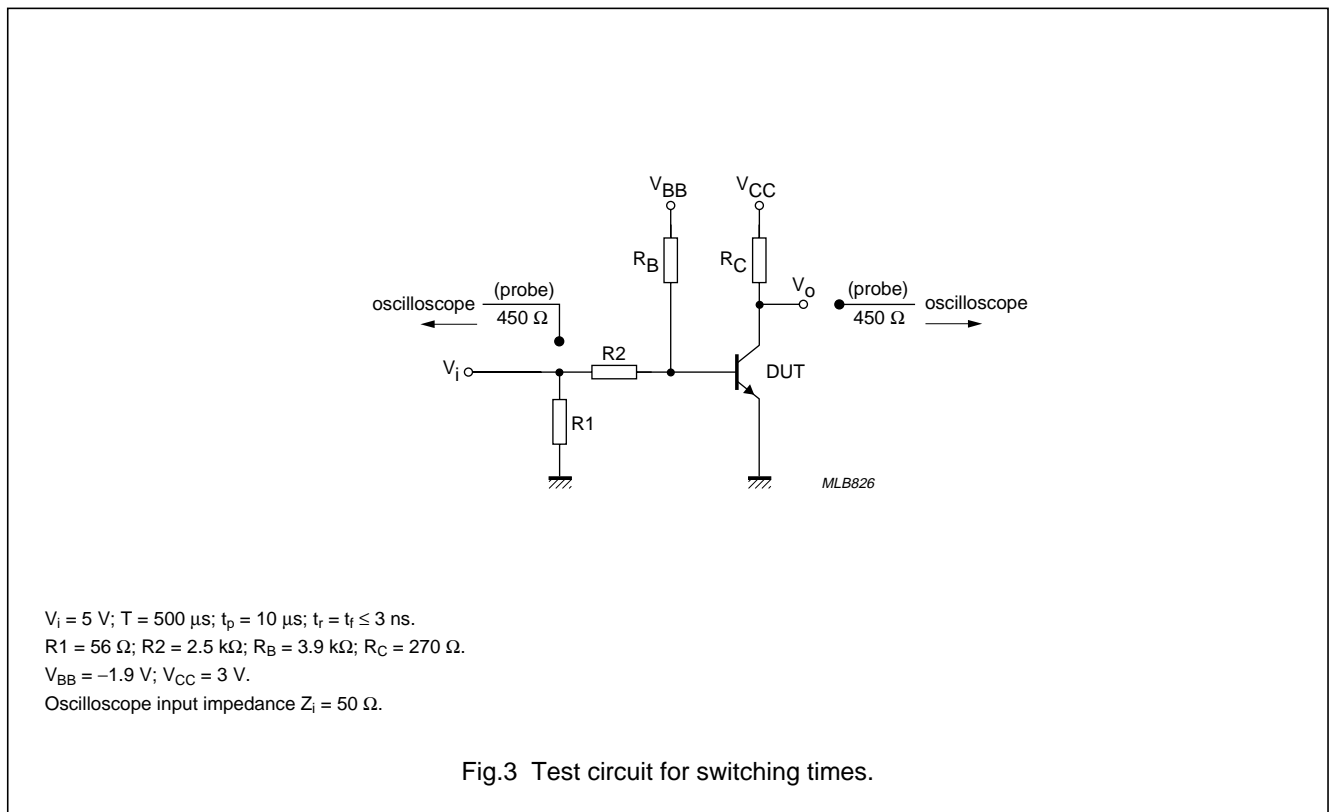 VBB
VCC
RB
RC
Vo
(probe)
450 Ω
oscilloscope
(probe)
450 Ω
oscilloscope
R2
Vi
DUT
R1
MLB826
Vi = 5 V; T = 500 µs; tp = 10 µs; tr = tf ≤ 3 ns.
R1 = 56 Ω; R2 = 2.5 kΩ; RB = 3.9 kΩ; RC = 270 Ω.
VBB = −1.9 V; VCC = 3 V.
Oscilloscope input impedance Zi = 50 Ω.
Fig.3 Test circuit for switching times.